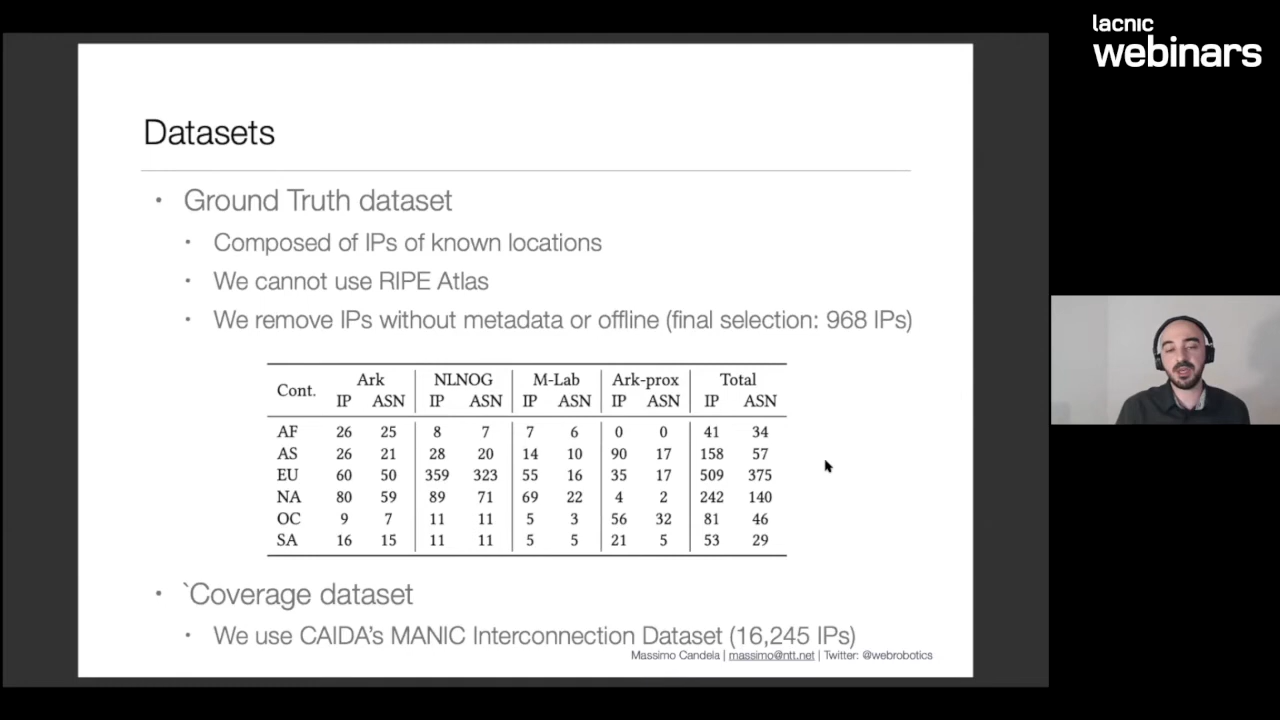 lacnic
webinars
Datasets
• Ground Truth dataset
• Composed of IPs of known locations
• We cannot use RIPE Atlas
• We remove IPs without metadata or offline (final selection: 968 IPs)
Cont. Ark NLNOG M-Lab Ark-prox Total
IP ASN IP ASN IP ASN IP ASN IP ASN
AF 26 25 8 7 7 6 0 0 41 34
AS 26 21 28 20 14 10 90 17 158 57
EU 60 50 359 323 55 16 35 17 509 375
NA 80 59 89 71 69 22 4 2 242 140
OC 9 7 11 11 5 3 56 32 81 46
SA 16 15 11 11 5 5 21 5 53 29
• `Coverage dataset
• We use CAIDA's MANIC Interconnection Dataset (16,245 IPs)
Massimo Candela | massimo@ntt.net | Twitter: @webrobotics